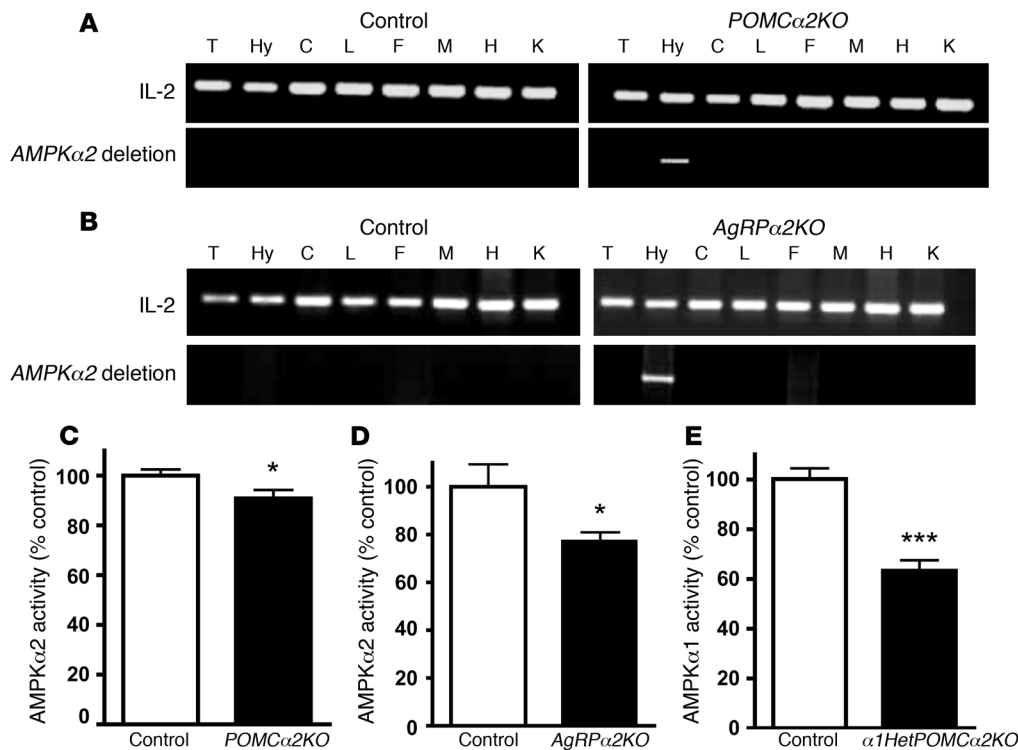 A
Control
POMCα2KO
T Hy C L F M H K
T Hy C L F M H K
IL-2
AMPKα2 deletion
B
Control
AgRPα2KO
T Hy C L F M H K
T Hy C L F M H K
IL-2
AMPKα2 deletion
C
AMPKα2 activity (% control)
100
80
60
40
20
0
*
Control
POMCα2KO
D
AMPKα2 activity (% control)
100
80
60
40
20
0
*
Control
AgRPα2KO
E
AMPKα1 activity (% control)
100
80
60
40
20
0
***
Control
α1HetPOMCα2KO